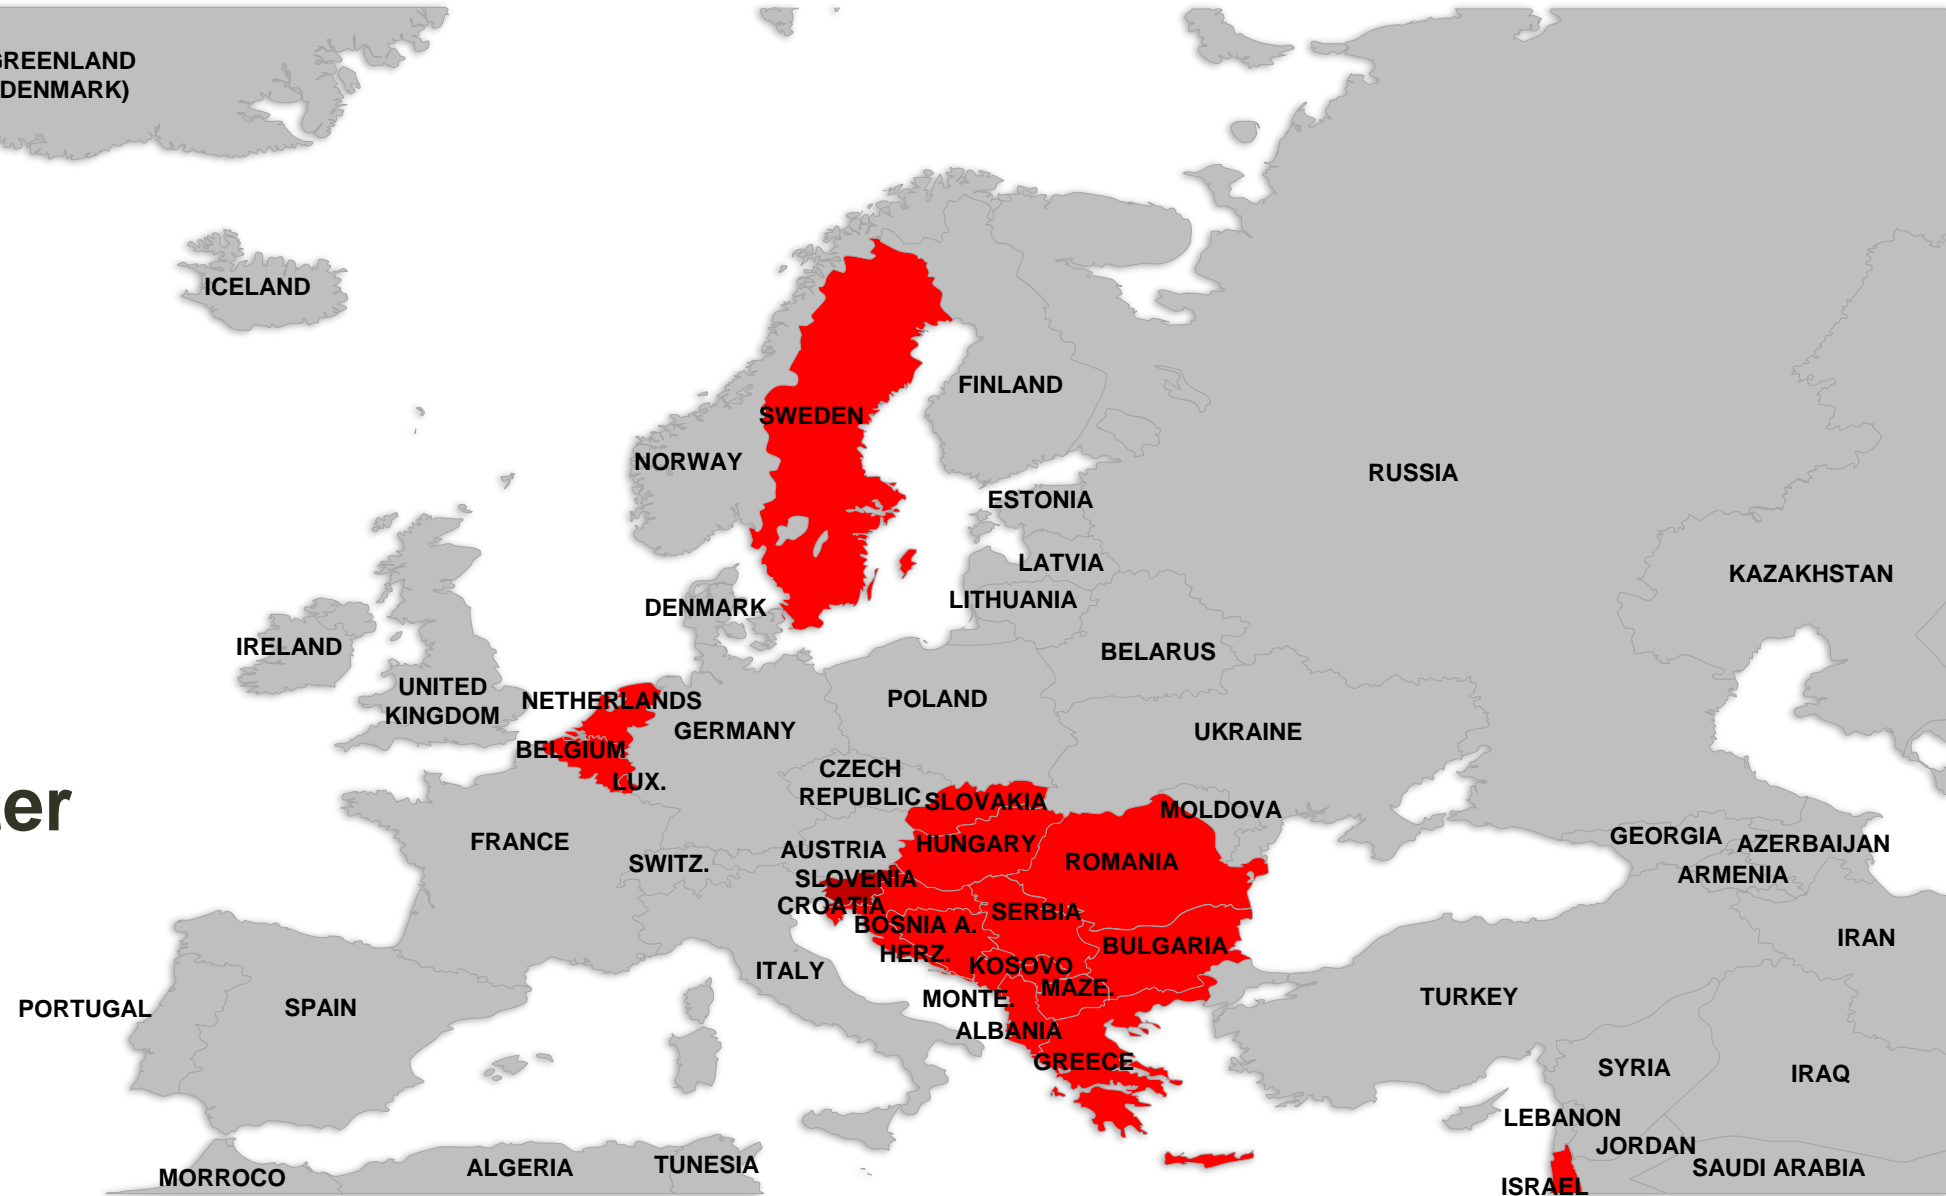 GREENLAND
(DENMARK)
ICELAND
FINLAND
SWEDEN
NORWAY
RUSSIA
ESTONIA
LATVIA
KAZAKHSTAN
LITHUANIA
DENMARK
IRELAND
BELARUS
UNITED
KINGDOM
NETHERLANDS
POLAND
GERMANY
UKRAINE
BELGIUM
CZECH
REPUBLIC
LUX.
SLOVAKIA
MOLDOVA
FRANCE
HUNGARY
GEORGIA
AZERBAIJAN
AUSTRIA
SWITZ.
ROMANIA
ARMENIA
SLOVENIA
CROATIA
SERBIA
BOSNIA A.
HERZ.
BULGARIA
IRAN
KOSOVO
ITALY
MAZE.
MONTE.
TURKEY
PORTUGAL
SPAIN
ALBANIA
GREECE
SYRIA
IRAQ
LEBANON
JORDAN
ALGERIA
TUNESIA
SAUDI ARABIA
MORROCO
ISRAEL